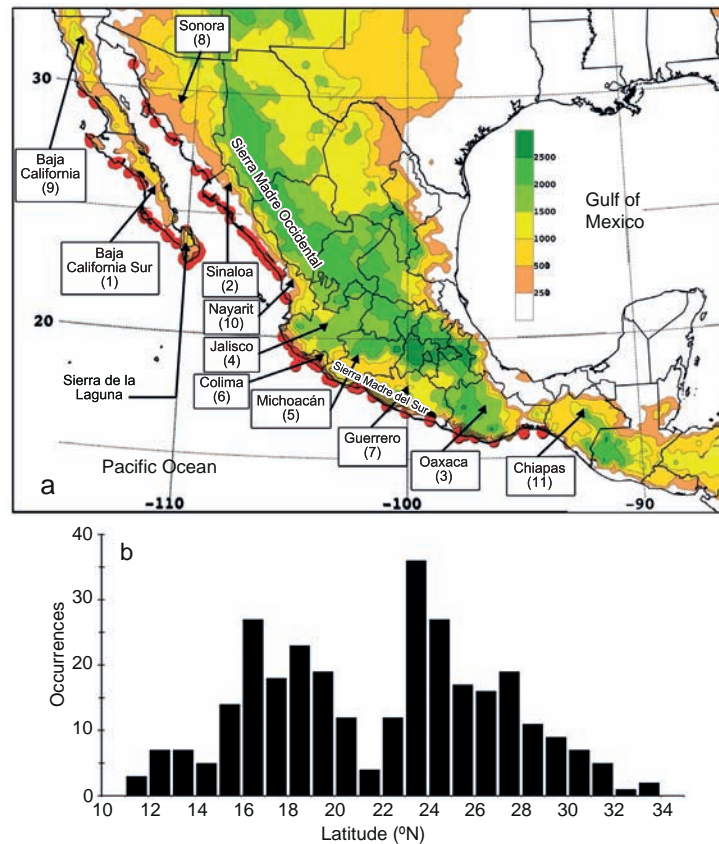 Sonora
(8)
30
Baja
California
(9)
Sierra Madre Occidental
2500
2000
1500
1000
500
250
Gulf of
Mexico
Baja
California Sur
(1)
Sinaloa
(2)
Nayarit
(10)
20
Jalisco
(4)
Sierra de la
Laguna
Colima
(6)
Michoacán
(5)
Sierra Madre del Sur
Guerrero
(7)
Oaxaca
(3)
Chiapas
(11)
Pacific Ocean
a
-110
-100
-90
b
Occurrences
40
30
20
10
0
10
12
14
16
18
20
22
24
26
28
30
32
34
Latitude (ºN)